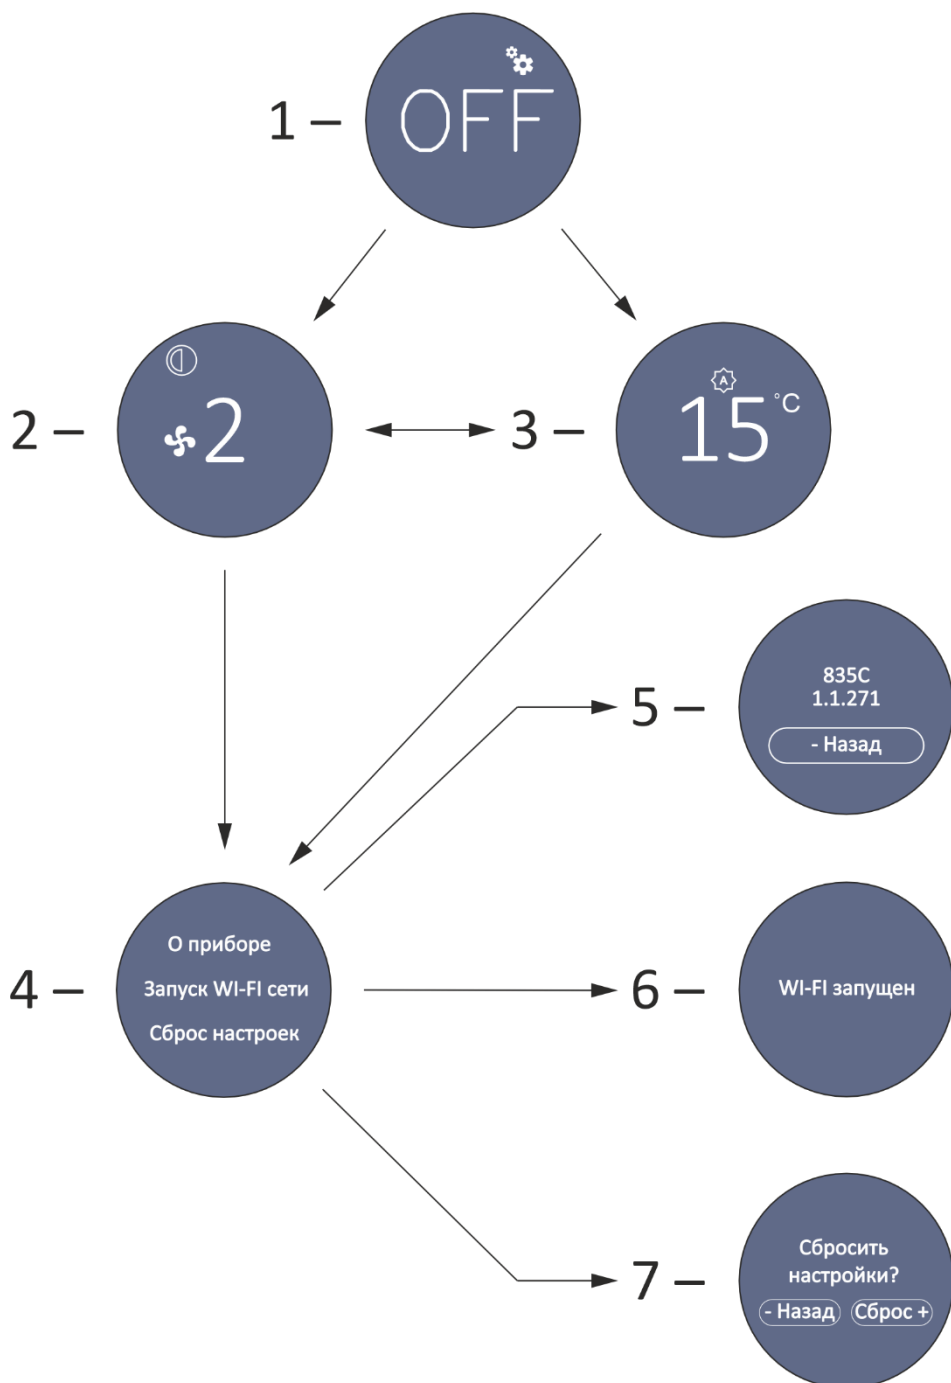 1 –
OFF
2 –
2
3 –
A
15 °C
5 –
835C
1.1.271
- Назад
4 –
О приборе
Запуск WI-FI сети
Сброс настроек
6 –
WI-FI запущен
7 –
Сбросить
настройки?
- Назад Сброс +